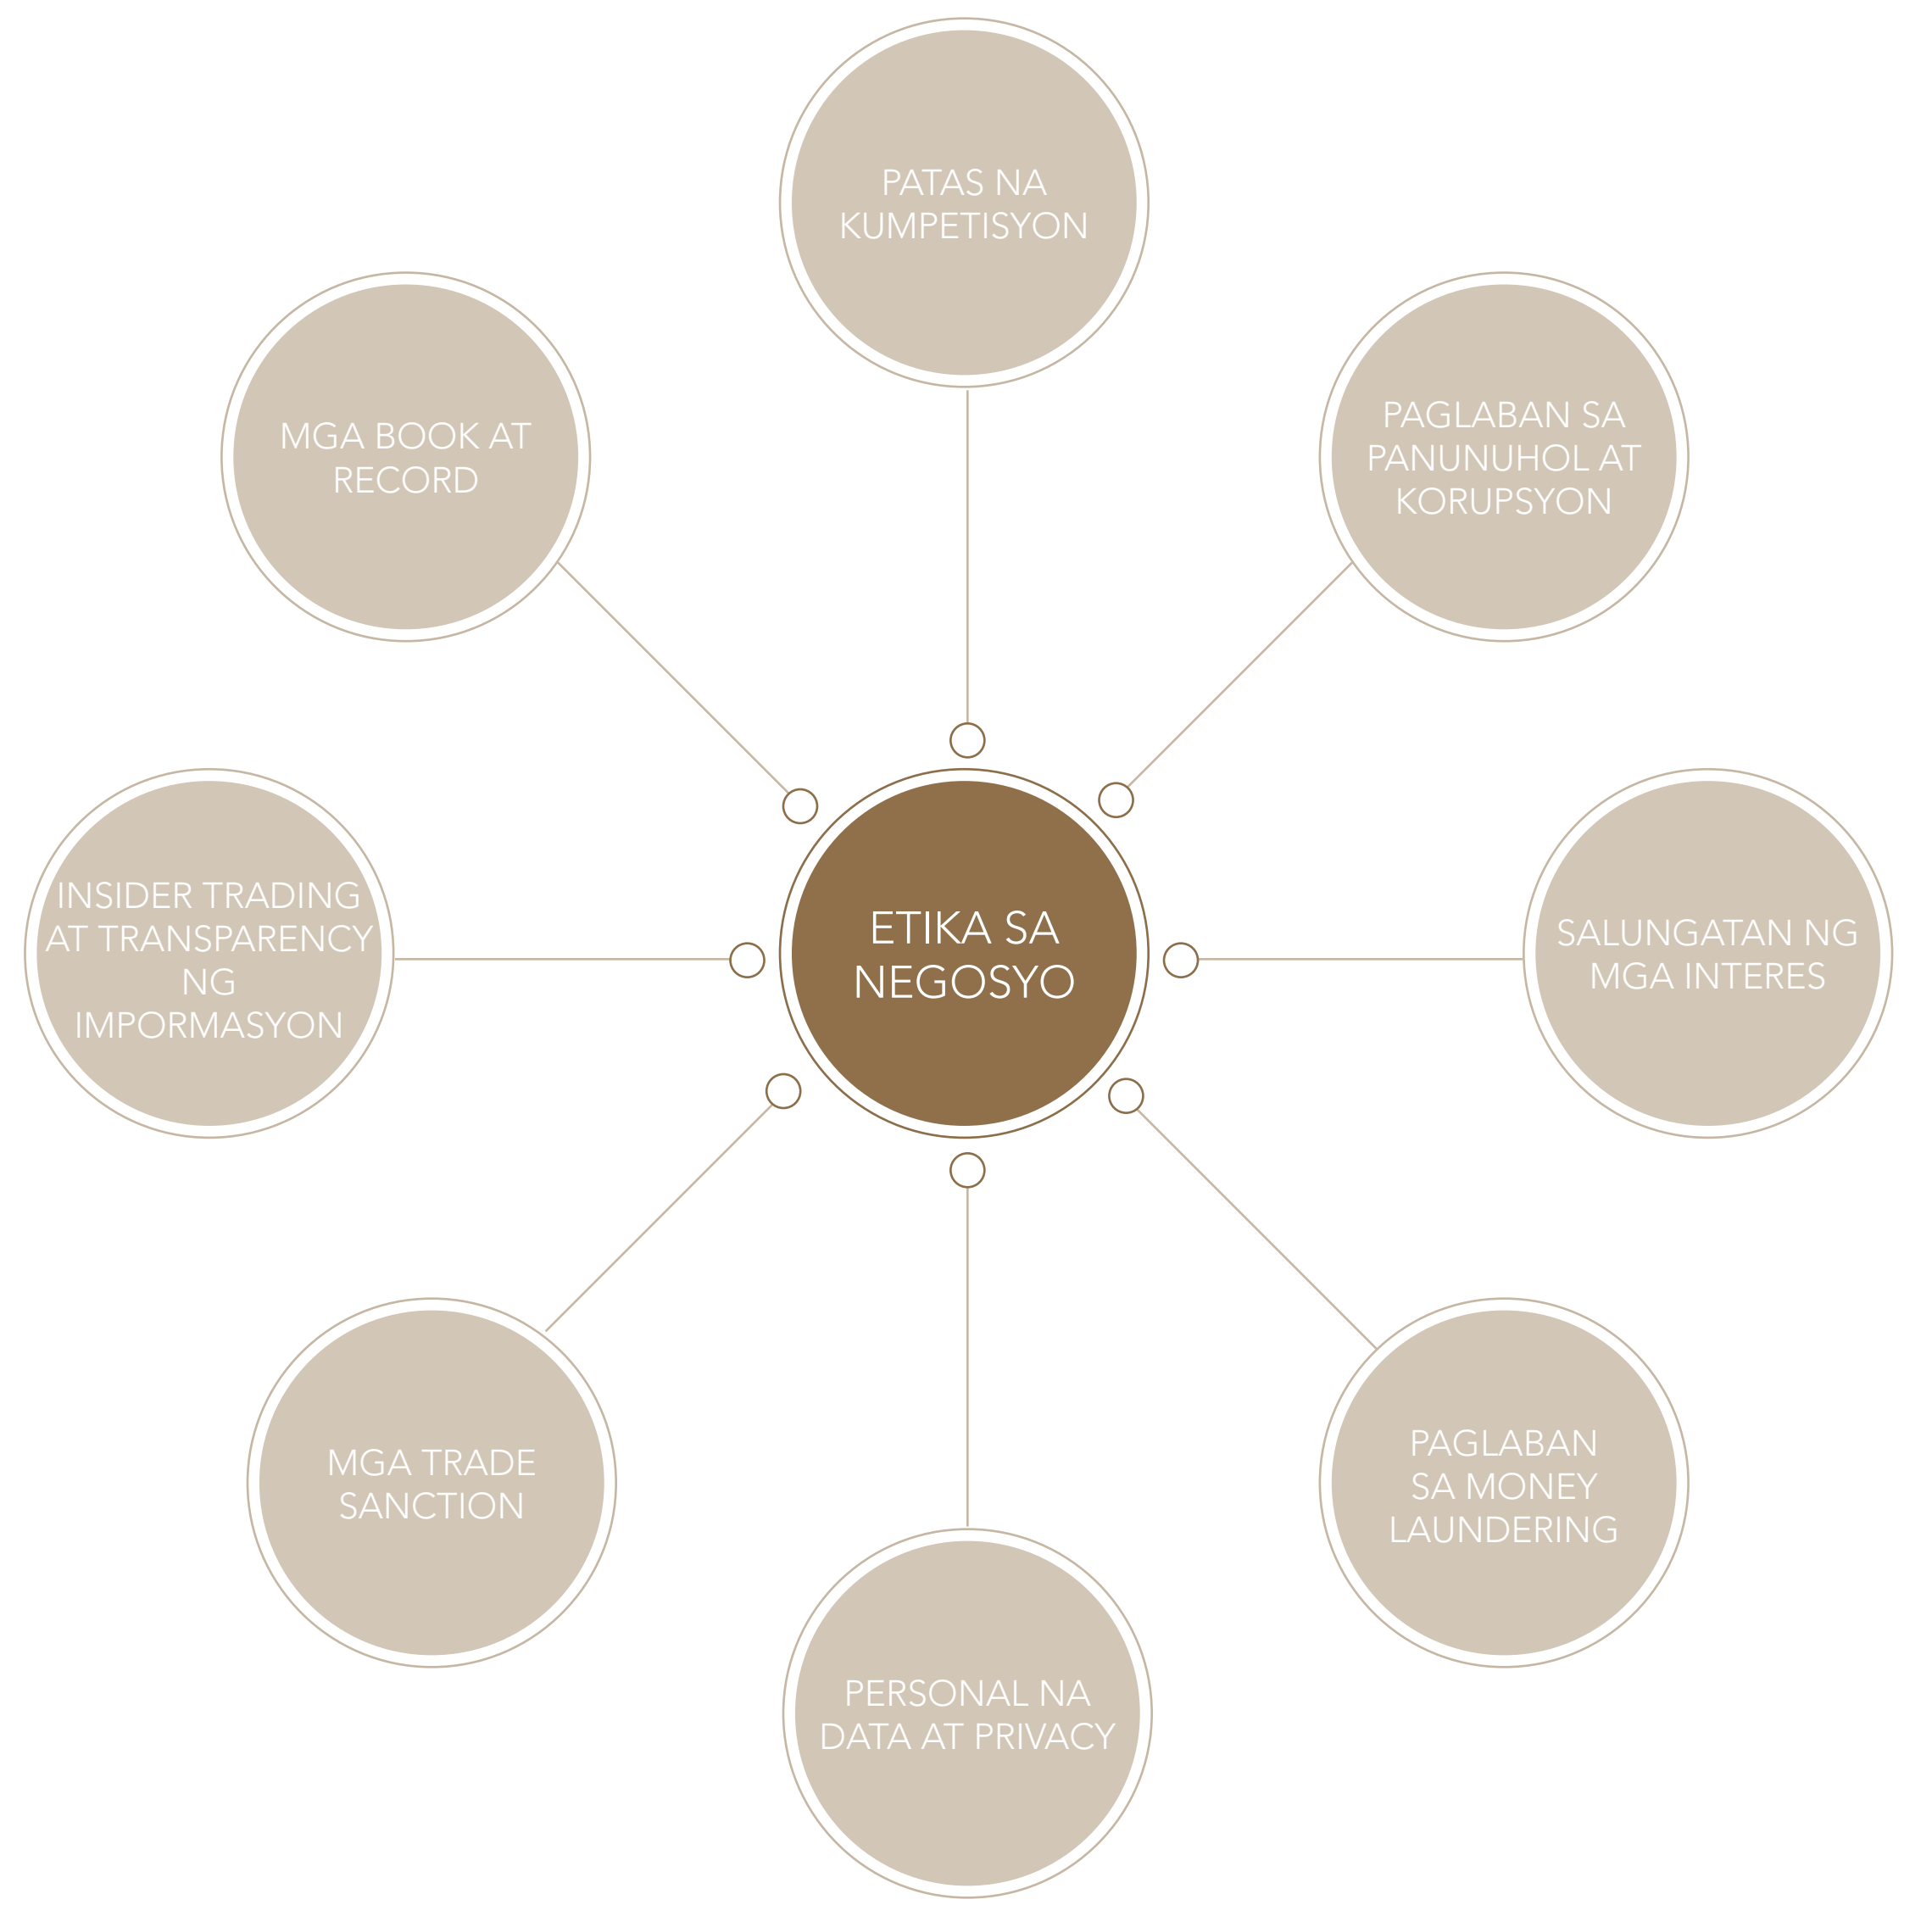 PATAS NA
KUMPETISYON
MGA BOOK AT
RECORD
PAGLABAN SA
PANUNUHOL AT
KORUPSYON
INSIDER TRADING
AT TRANSPARENCY
NG
IMPORMASYON
ETIKA SA
NEGOSYO
SALUNGATAN NG
MGA INTERES
MGA TRADE
SANCTION
PAGLABAN
SA MONEY
LAUNDERING
PERSONAL NA
DATA AT PRIVACY